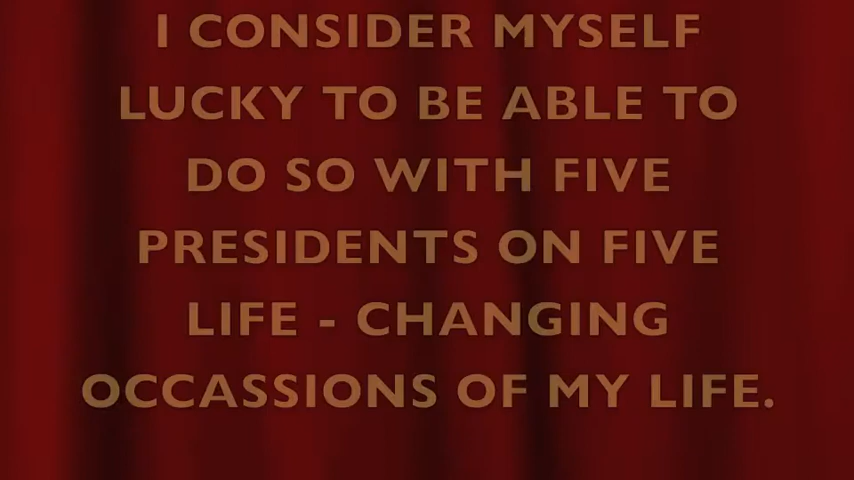 I CONSIDER MYSELF
LUCKY TO BE ABLE TO
DO SO WITH FIVE
PRESIDENTS ON FIVE
LIFE - CHANGING
OCCASSIONS OF MY LIFE.